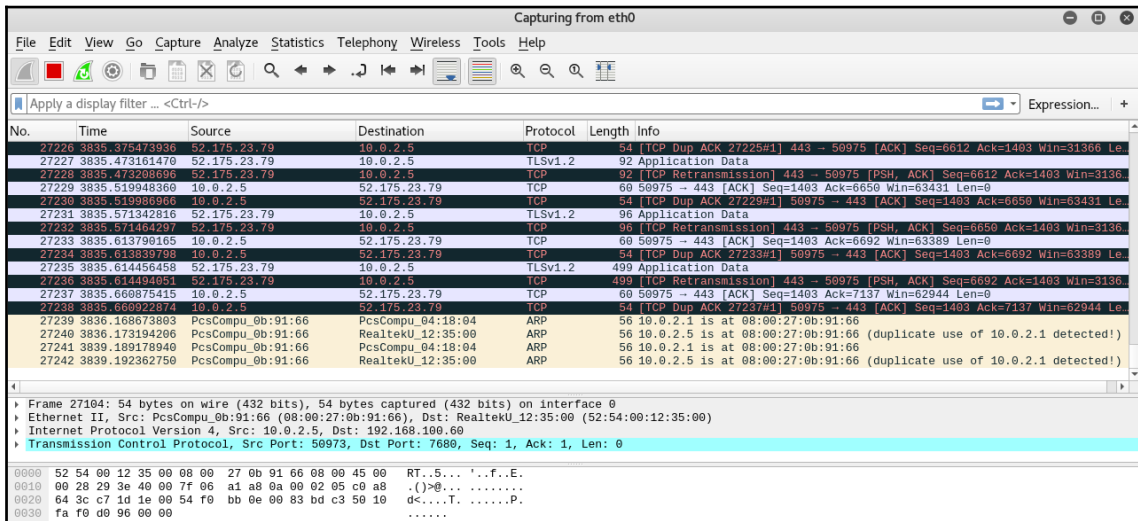 Capturing from eth0
File Edit View Go Capture Analyze Statistics Telephony Wireless Tools Help
Apply a display filter ... <Ctrl-/> Expression... +
No. Time Source Destination Protocol Length Info
27226 3835.375473936 52.175.23.79 10.0.2.5 TCP 54 [TCP Dup ACK 27225#1] 443 → 50975 [ACK] Seq=6612 Ack=1403 Win=31366 Le…
27227 3835.473161470 52.175.23.79 10.0.2.5 TLSv1.2 92 Application Data
27228 3835.473208696 52.175.23.79 10.0.2.5 TCP 92 [TCP Retransmission] 443 → 50975 [PSH, ACK] Seq=6612 Ack=1403 Win=3136…
27229 3835.519948360 10.0.2.5 52.175.23.79 TCP 60 50975 → 443 [ACK] Seq=1403 Ack=6650 Win=63431 Len=0
27230 3835.519986966 10.0.2.5 52.175.23.79 TCP 54 [TCP Dup ACK 27229#1] 50975 → 443 [ACK] Seq=1403 Ack=6650 Win=63431 Le…
27231 3835.571342816 52.175.23.79 10.0.2.5 TLSv1.2 96 Application Data
27232 3835.571464297 52.175.23.79 10.0.2.5 TCP 96 [TCP Retransmission] 443 → 50975 [PSH, ACK] Seq=6650 Ack=1403 Win=3136…
27233 3835.613790165 10.0.2.5 52.175.23.79 TCP 60 50975 → 443 [ACK] Seq=1403 Ack=6692 Win=63389 Len=0
27234 3835.613839798 10.0.2.5 52.175.23.79 TCP 54 [TCP Dup ACK 27233#1] 50975 → 443 [ACK] Seq=1403 Ack=6692 Win=63389 Le…
27235 3835.614456458 52.175.23.79 10.0.2.5 TLSv1.2 499 Application Data
27236 3835.614494051 52.175.23.79 10.0.2.5 TCP 499 [TCP Retransmission] 443 → 50975 [PSH, ACK] Seq=6692 Ack=1403 Win=3136…
27237 3835.660875415 10.0.2.5 52.175.23.79 TCP 60 50975 → 443 [ACK] Seq=1403 Ack=7137 Win=62944 Len=0
27238 3835.660922874 10.0.2.5 52.175.23.79 TCP 54 [TCP Dup ACK 27237#1] 50975 → 443 [ACK] Seq=1403 Ack=7137 Win=62944 Le…
27239 3836.168673803 PcsCompu_0b:91:66 PcsCompu_04:18:04 ARP 56 10.0.2.1 is at 08:00:27:0b:91:66
27240 3836.173194206 PcsCompu_0b:91:66 RealtekU_12:35:00 ARP 56 10.0.2.5 is at 08:00:27:0b:91:66 (duplicate use of 10.0.2.1 detected!)
27241 3839.189178940 PcsCompu_0b:91:66 PcsCompu_04:18:04 ARP 56 10.0.2.1 is at 08:00:27:0b:91:66
27242 3839.192362750 PcsCompu_0b:91:66 RealtekU_12:35:00 ARP 56 10.0.2.5 is at 08:00:27:0b:91:66 (duplicate use of 10.0.2.1 detected!)
Frame 27104: 54 bytes on wire (432 bits), 54 bytes captured (432 bits) on interface 0
Ethernet II, Src: PcsCompu_0b:91:66 (08:00:27:0b:91:66), Dst: RealtekU_12:35:00 (52:54:00:12:35:00)
Internet Protocol Version 4, Src: 10.0.2.5, Dst: 192.168.100.60
Transmission Control Protocol, Src Port: 50973, Dst Port: 7680, Seq: 1, Ack: 1, Len: 0
0000 52 54 00 12 35 00 08 00 27 0b 91 66 08 00 45 00 RT..5... '..f..E.
0010 00 28 29 3e 40 00 7f 06 a1 a8 0a 00 02 05 c0 a8 .()>@... ........
0020 64 3c c7 1d 1e 00 54 f0 bb 0e 00 83 bd c3 50 10 d<....T. ......P.
0030 fa f0 d0 96 00 00 ......